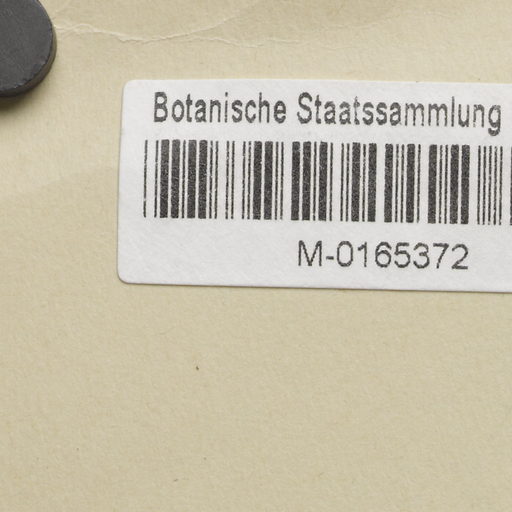 Botanische Staatssammlung
M-0165372